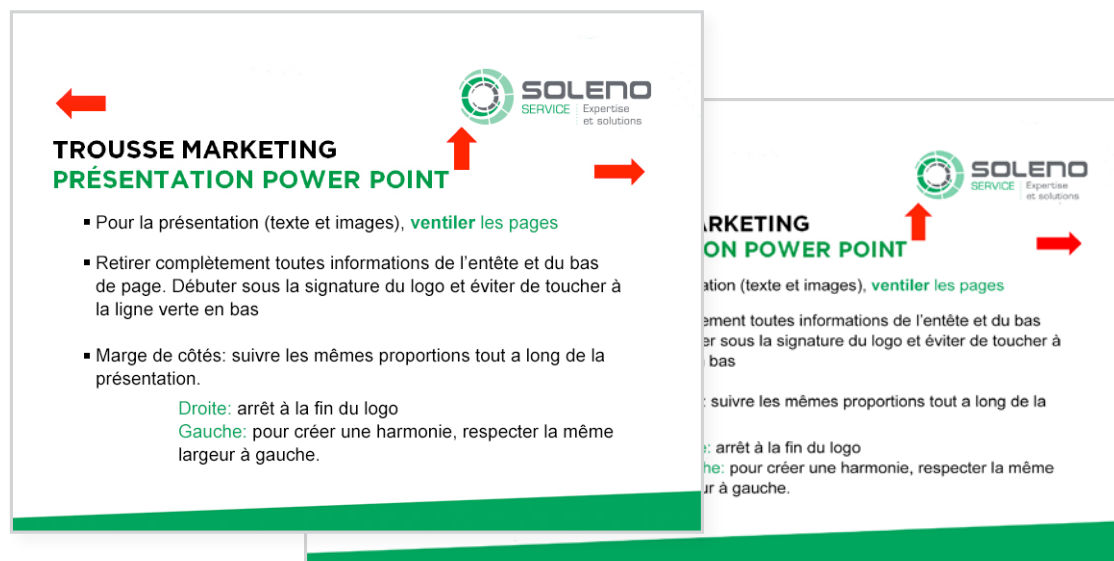 SOLENO
SERVICE Expertise
et solutions
TROUSSE MARKETING
PRÉSENTATION POWER POINT
▪ Pour la présentation (texte et images), ventiler les pages
▪ Retirer complètement toutes informations de l’entête et du bas
de page. Débuter sous la signature du logo et éviter de toucher à
la ligne verte en bas
▪ Marge de côtés: suivre les mêmes proportions tout a long de la
présentation.
Droite: arrêt à la fin du logo
Gauche: pour créer une harmonie, respecter la même
largeur à gauche.
SOLENO
SERVICE Expertise
et solutions
RKETING
ON POWER POINT
ation (texte et images), ventiler les pages
ement toutes informations de l’entête et du bas
er sous la signature du logo et éviter de toucher à
bas
: suivre les mêmes proportions tout a long de la
: arrêt à la fin du logo
he: pour créer une harmonie, respecter la même
ur à gauche.